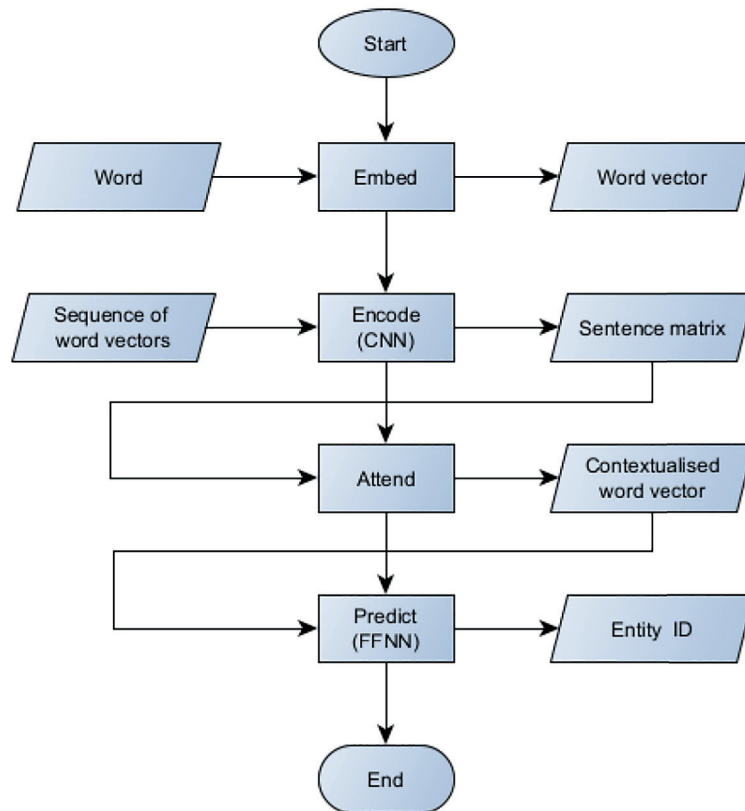 Start
Word
Embed
Word vector
Sequence of
word vectors
Encode
(CNN)
Sentence matrix
Attend
Contextualised
word vector
Predict
(FFNN)
Entity ID
End